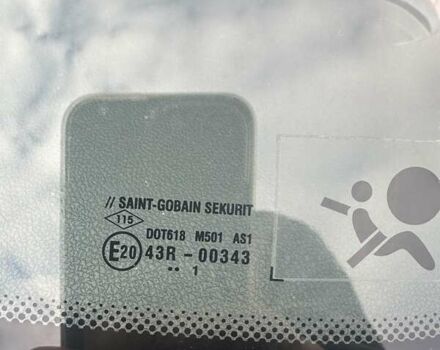 // SAINT-GOBAIN SEKURIT
115
DOT618 M501 AS1
E20 43R - 00343
•• 1